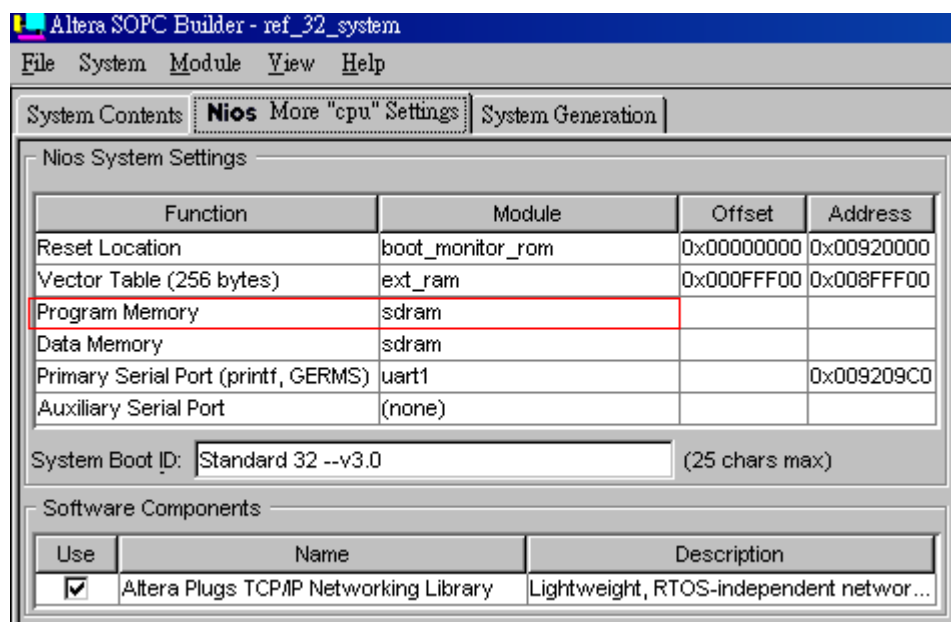 Altera SOPC Builder - ref_32_system
File System Module View Help
System Contents Nios More "cpu" Settings System Generation
Nios System Settings
Function Module Offset Address
Reset Location boot_monitor_rom 0x00000000 0x00920000
Vector Table (256 bytes) ext_ram 0x000FFF00 0x008FFF00
Program Memory sdram
Data Memory sdram
Primary Serial Port (printf, GERMS) uart1 0x009209C0
Auxiliary Serial Port (none)
System Boot ID: Standard 32 --v3.0 (25 chars max)
Software Components
Use Name Description
Altera Plugs TCP/IP Networking Library Lightweight, RTOS-independent networ...